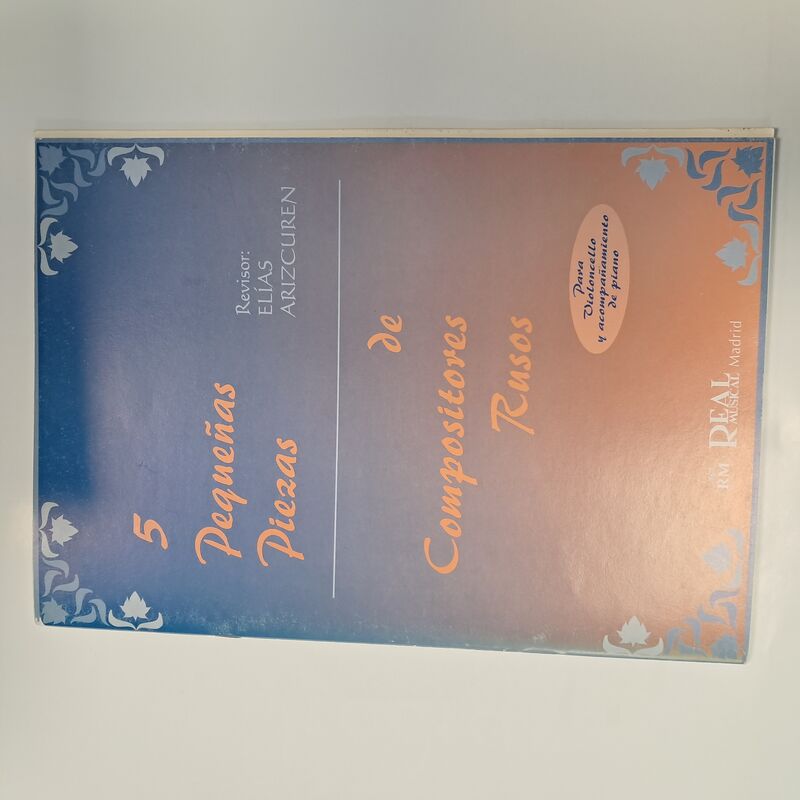 5
Pequeñas
Piezas
Revisor:
ELÍAS
ARIZCUREN
de
Compositores
Rusos
Para
Violoncello
y acompañamiento
de piano
RM
REAL
MUSICAL Madrid